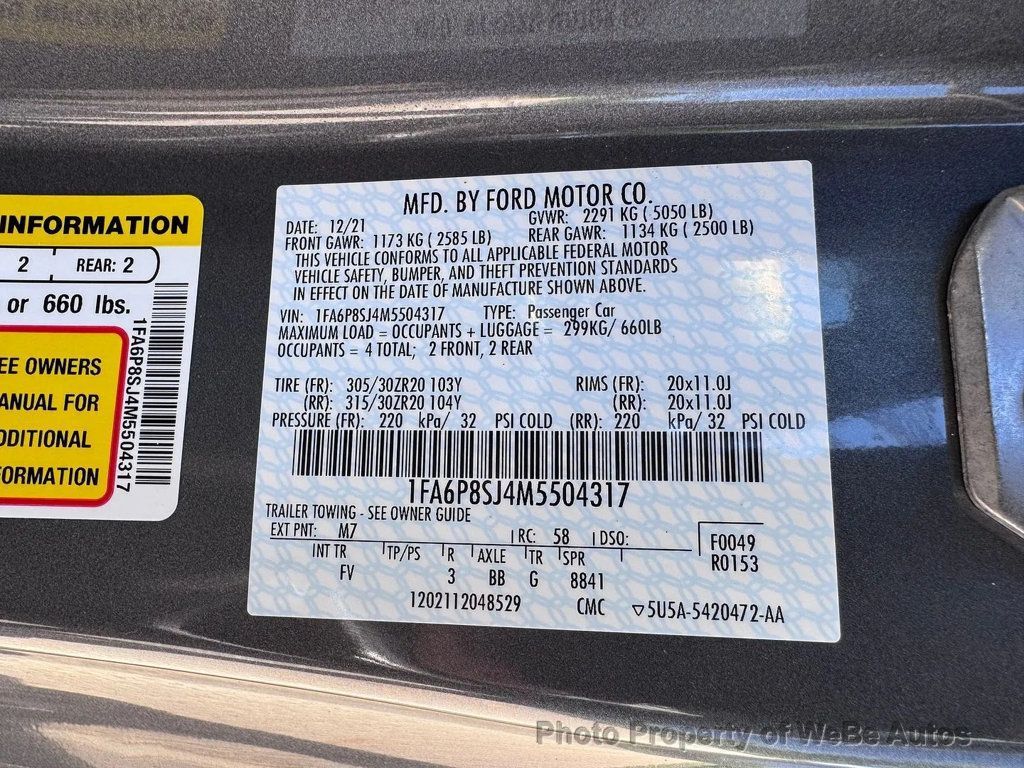 INFORMATION
2 REAR: 2
or 660 lbs.
EE OWNERS
ANUAL FOR
DDITIONAL
FORMATION
1FA6P8SJ4M5504317
MFD. BY FORD MOTOR CO.
DATE: 12/21 GVWR: 2291 KG ( 5050 LB)
FRONT GAWR: 1173 KG ( 2585 LB) REAR GAWR: 1134 KG ( 2500 LB)
THIS VEHICLE CONFORMS TO ALL APPLICABLE FEDERAL MOTOR
VEHICLE SAFETY, BUMPER, AND THEFT PREVENTION STANDARDS
IN EFFECT ON THE DATE OF MANUFACTURE SHOWN ABOVE.
VIN: 1FA6P8SJ4M5504317 TYPE: Passenger Car
MAXIMUM LOAD = OCCUPANTS + LUGGAGE = 299KG/ 660LB
OCCUPANTS = 4 TOTAL; 2 FRONT, 2 REAR
TIRE (FR): 305/30ZR20 103Y RIMS (FR): 20x11.0J
(RR): 315/30ZR20 104Y (RR): 20x11.0J
PRESSURE (FR): 220 kPa/ 32 PSI COLD (RR): 220 kPa/ 32 PSI COLD
1FA6P8SJ4M5504317
TRAILER TOWING - SEE OWNER GUIDE
EXT PNT: M7 RC: 58 DSO: F0049
R0153
INT TR TP/PS R AXLE TR SPR
FV 3 BB G 8841
1202112048529 CMC ▽5U5A-5420472-AA
Photo Property of WeBe Autos